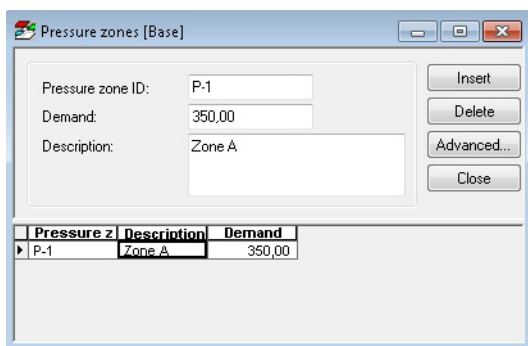 Pressure zones [Base]
Pressure zone ID: P-1
Insert
Demand: 350,00
Delete
Description: Zone A
Advanced...
Close
Pressure z Description Demand
P-1 Zone A 350,00